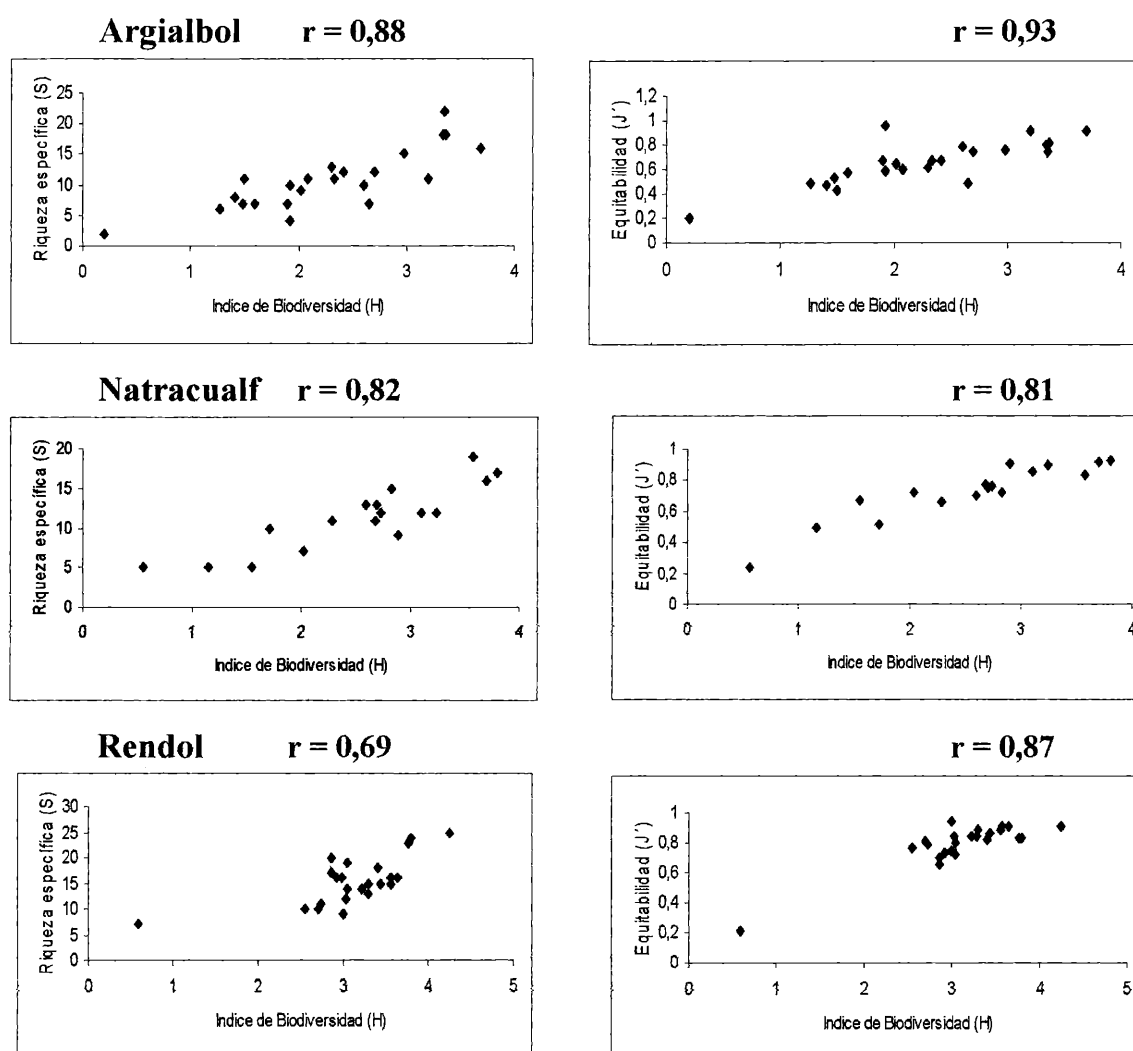 Argialbol r = 0,88
r = 0,93
Riqueza específica (S)
25
20
15
10
5
0
0 1 2 3 4
Indice de Biodiversidad (H)
Equitabilidad (J´)
1,2
1
0,8
0,6
0,4
0,2
0
0 1 2 3 4
Indice de Biodiversidad (H)
Natracualf r = 0,82
r = 0,81
Riqueza específica (S)
20
15
10
5
0
0 1 2 3 4
Indice de Biodiversidad (H)
Equitabilidad (J´)
1
0,8
0,6
0,4
0,2
0
0 1 2 3 4
Indice de Biodiversidad (H)
Rendol r = 0,69
r = 0,87
Riqueza específica (S)
30
25
20
15
10
5
0
0 1 2 3 4 5
Indice de Biodiversidad (H)
Equitabilidad (J´)
1
0,8
0,6
0,4
0,2
0
0 1 2 3 4 5
Indice de Biodiversidad (H)